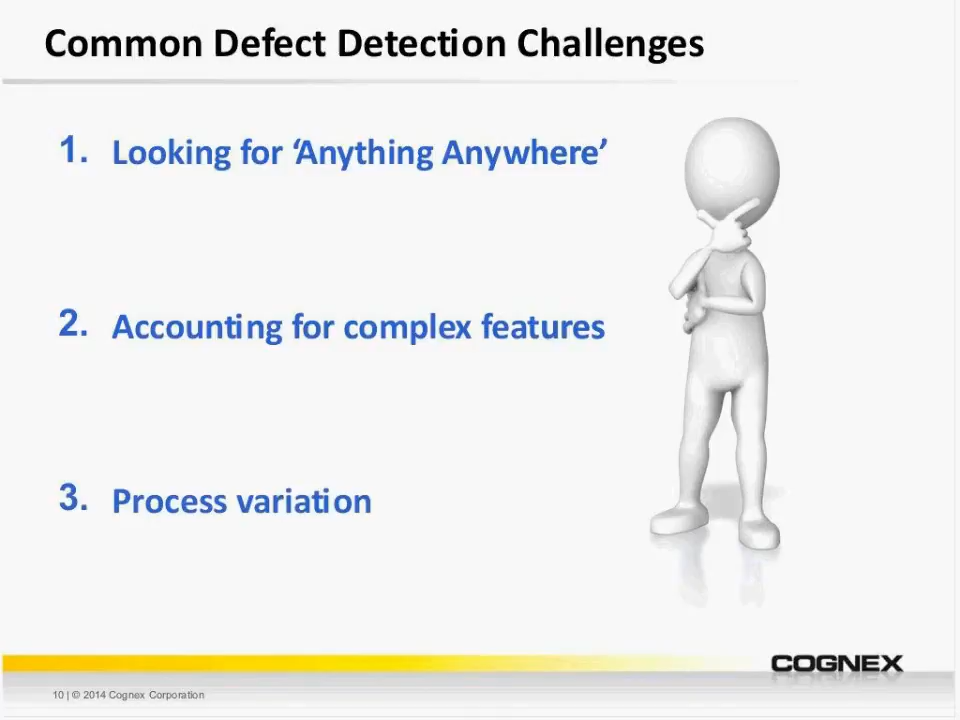 Common Defect Detection Challenges
1. Looking for ‘Anything Anywhere’
2. Accounting for complex features
3. Process variation
COGNEX
10 | © 2014 Cognex Corporation